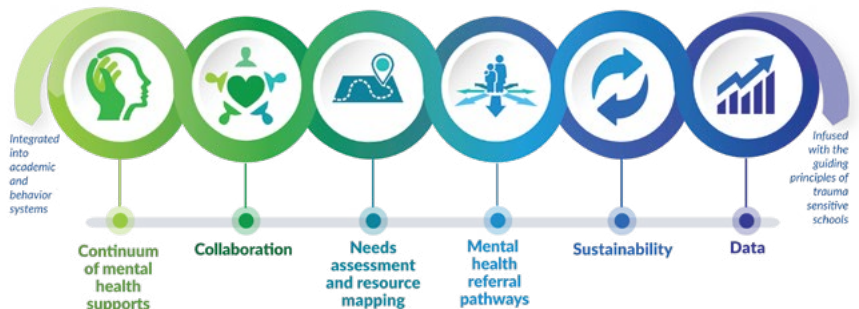 Integrated
into
academic
and
behavior
systems
Continuum
of mental
health
supports
Collaboration
Needs
assessment
and resource
mapping
Mental
health
referral
pathways
Sustainability
Data
Infused
with the
guiding
principles of
trauma
sensitive
schools